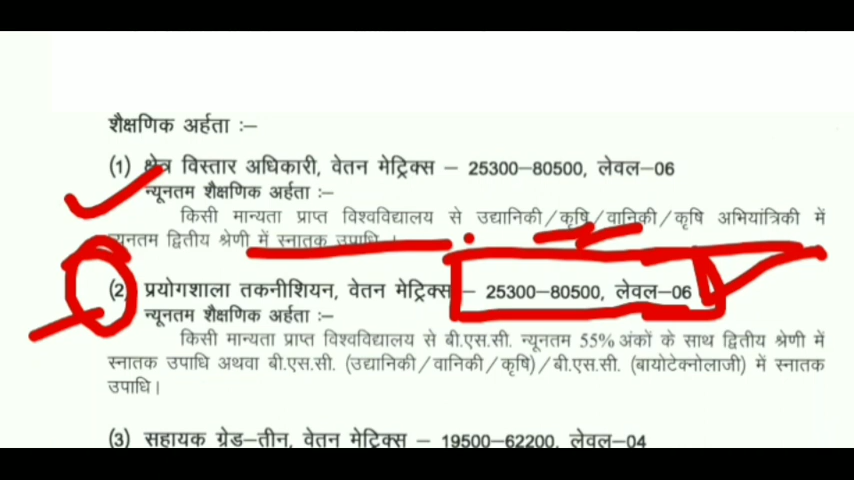 शैक्षणिक अर्हता :–
(1) क्षेत्र विस्तार अधिकारी, वेतन मेट्रिक्स – 25300–80500, लेवल–06
न्यूनतम शैक्षणिक अर्हता :–
किसी मान्यता प्राप्त विश्वविद्यालय से उद्यानिकी/कृषि/वानिकी/कृषि अभियांत्रिकी में
न्यूनतम द्वितीय श्रेणी में स्नातक उपाधि ।
(2) प्रयोगशाला तकनीशियन, वेतन मेट्रिक्स – 25300–80500, लेवल–06
न्यूनतम शैक्षणिक अर्हता :–
किसी मान्यता प्राप्त विश्वविद्यालय से बी.एस.सी. न्यूनतम 55% अंकों के साथ द्वितीय श्रेणी में
स्नातक उपाधि अथवा बी.एस.सी. (उद्यानिकी/वानिकी/कृषि)/बी.एस.सी. (बायोटेक्नोलाजी) में स्नातक
उपाधि।
(3) सहायक ग्रेड–तीन, वेतन मेट्रिक्स – 19500–62200, लेवल–04